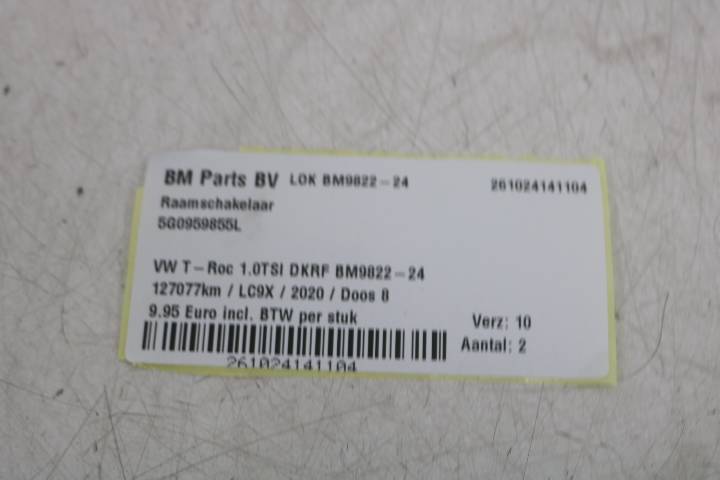 BM Parts BV LOK BM9822-24 261024141104
Raamschakelaar
5G0959855L
VW T-Roc 1.0TSI DKRF BM9822-24
127077km / LC9X / 2020 / Doos 8
9.95 Euro incl. BTW per stuk
Verz: 10
Aantal: 2
261024141104